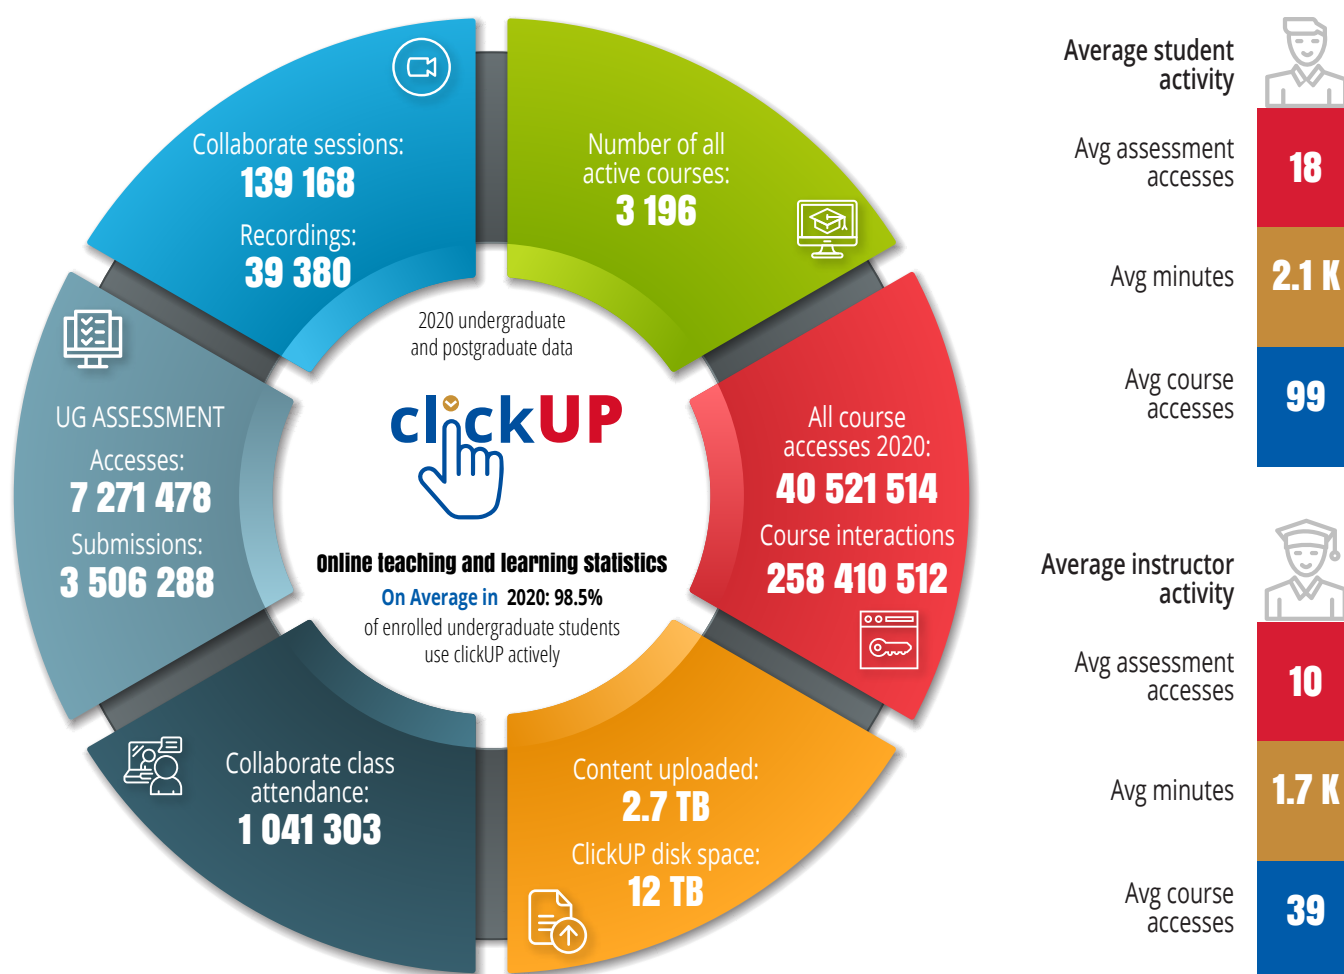 Collaborate sessions:
139 168
Recordings:
39 380
Number of all
active courses:
3 196
UG ASSESSMENT
Accesses:
7 271 478
Submissions:
3 506 288
2020 undergraduate
and postgraduate data
clickUP
Online teaching and learning statistics
On Average in 2020: 98.5%
of enrolled undergraduate students
use clickUP actively
All course
accesses 2020:
40 521 514
Course interactions
258 410 512
Collaborate class
attendance:
1 041 303
Content uploaded:
2.7 TB
ClickUP disk space:
12 TB
Average student
activity
Avg assessment
accesses
18
Avg minutes
2.1 K
Avg course
accesses
99
Average instructor
activity
Avg assessment
accesses
10
Avg minutes
1.7 K
Avg course
accesses
39